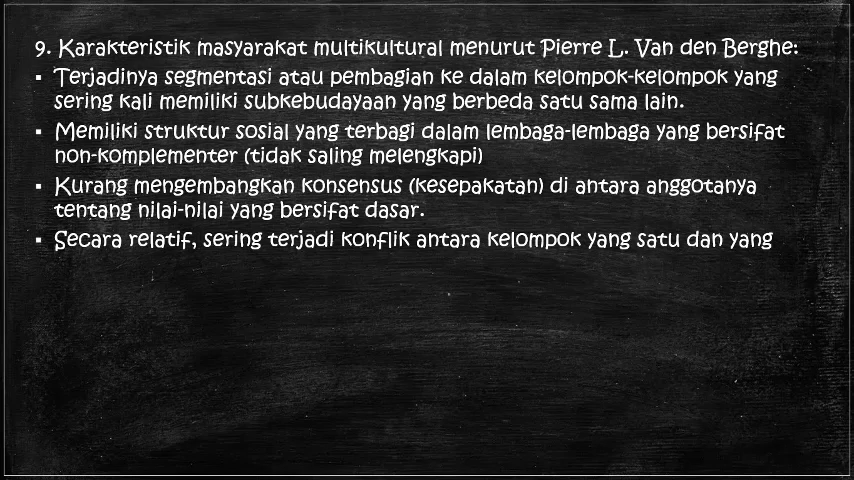 9. Karakteristik masyarakat multikultural menurut Pierre L. Van den Berghe:
▪ Terjadinya segmentasi atau pembagian ke dalam kelompok-kelompok yang
sering kali memiliki subkebudayaan yang berbeda satu sama lain.
▪ Memiliki struktur sosial yang terbagi dalam lembaga-lembaga yang bersifat
non-komplementer (tidak saling melengkapi)
▪ Kurang mengembangkan konsensus (kesepakatan) di antara anggotanya
tentang nilai-nilai yang bersifat dasar.
▪ Secara relatif, sering terjadi konflik antara kelompok yang satu dan yang